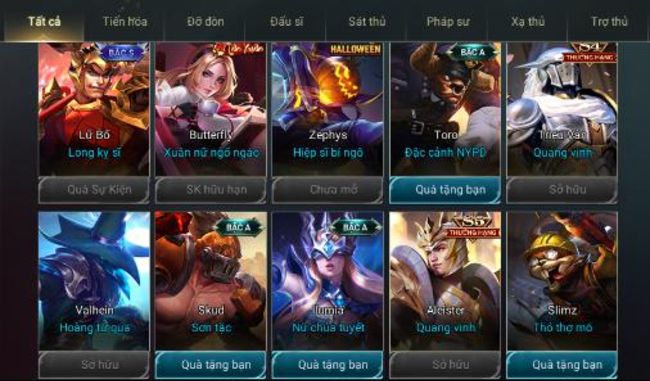 Tất cả
Tiến Hóa
Đỡ đòn
Đấu sĩ
Sát thủ
Pháp sư
Xạ thủ
Trợ thủ
BẬC S
Lữ Bố
Long kỵ sĩ
Quà Sự Kiện
Butterfly
Xuân nữ ngổ ngáo
SK hữu hạn
HALLOWEEN
Zephys
Hiệp sĩ bí ngô
Chưa mở
BẬC A
Toro
Đặc cảnh NYPD
Quà tặng bạn
S4
THƯỜNG HẠNG
Triệu Vân
Quang vinh
Sở hữu
Valhein
Hoàng tử quạ
Sở hữu
BẬC A
Skud
Sơn tặc
Quà tặng bạn
BẬC A
Ilumia
Nữ chúa tuyết
Quà tặng bạn
S5
THƯỜNG HẠNG
Aleister
Quang vinh
Sở hữu
Slimz
Thỏ thợ mỏ
Quà tặng bạn